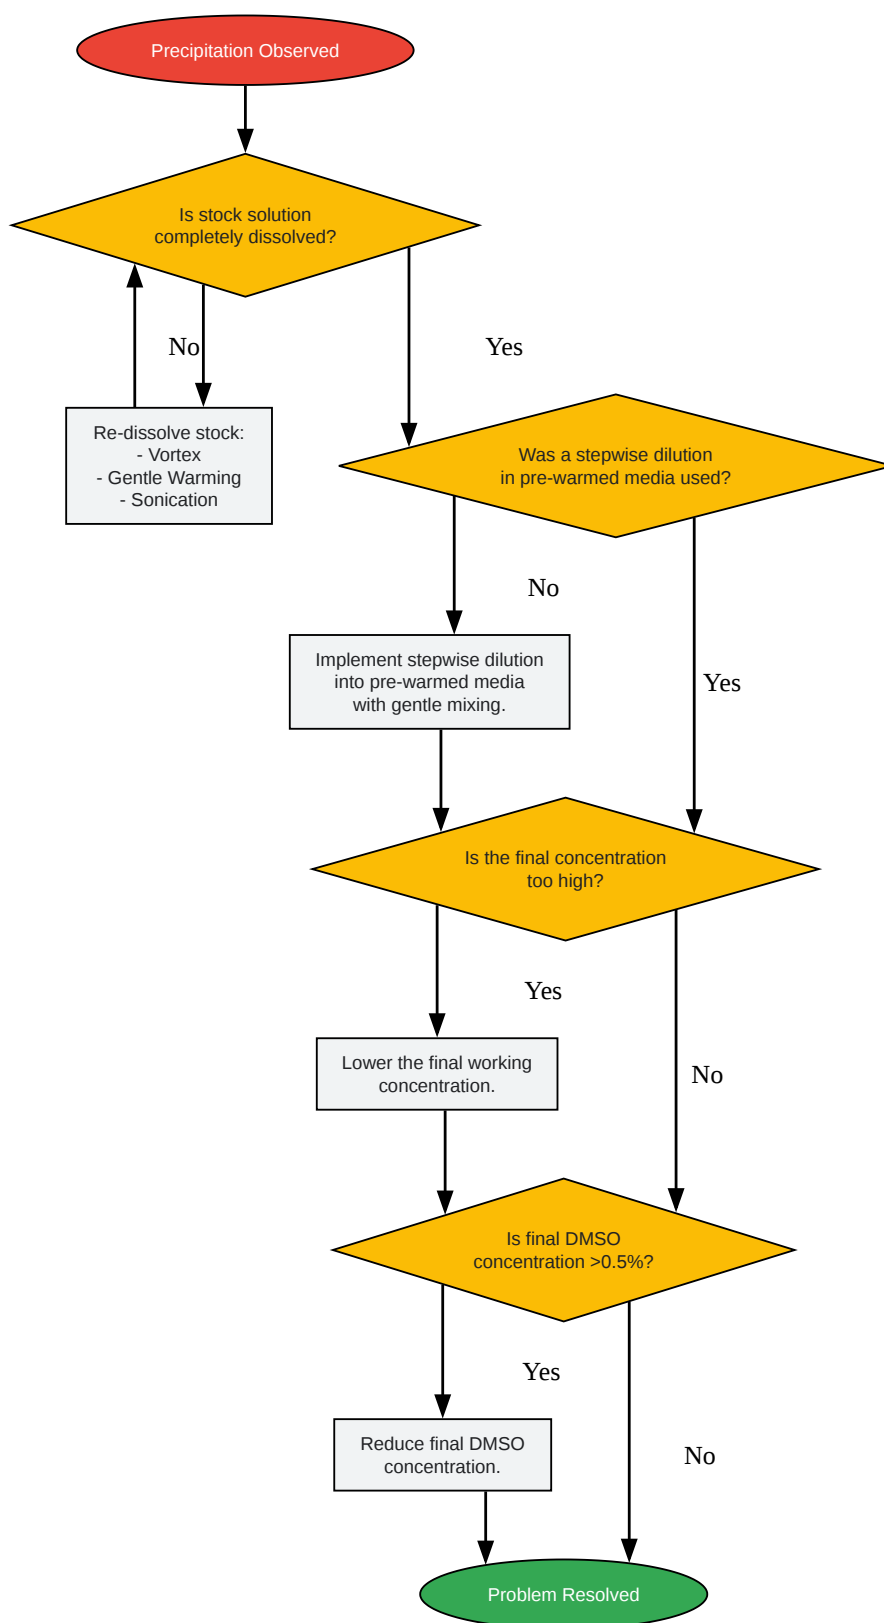 Precipitation Observed
Is stock solution
completely dissolved?
No
Yes
Re-dissolve stock:
- Vortex
- Gentle Warming
- Sonication
Was a stepwise dilution
in pre-warmed media used?
No
Implement stepwise dilution
into pre-warmed media
with gentle mixing.
Yes
Is the final concentration
too high?
Yes
Lower the final working
concentration.
No
Is final DMSO
concentration >0.5%?
Yes
Reduce final DMSO
concentration.
No
Problem Resolved